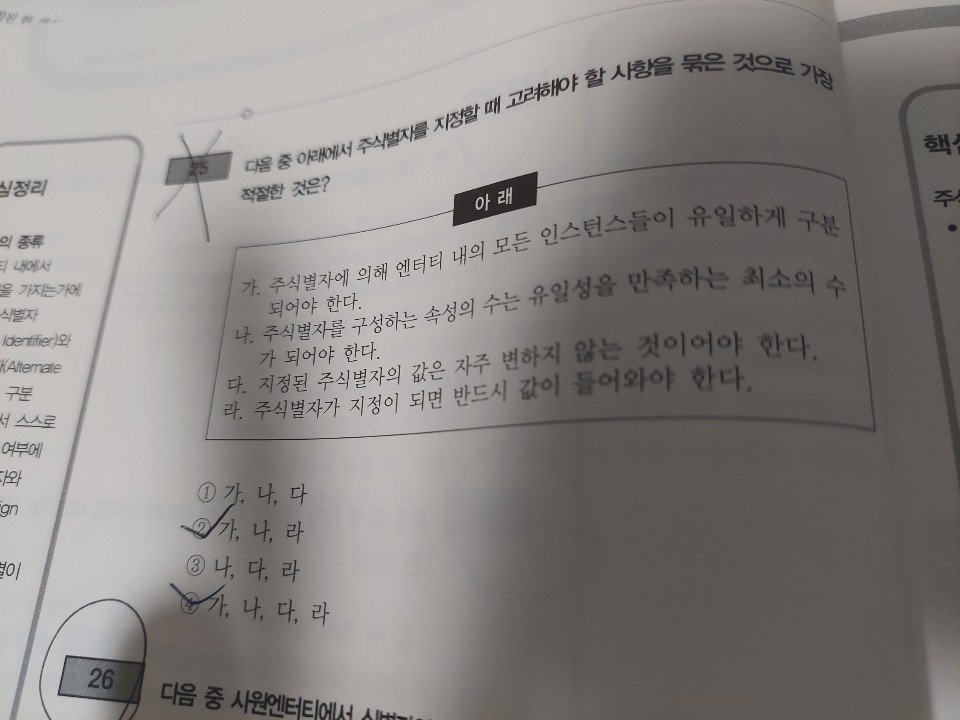 심정리
의 종류
티 내에서
을 가지는가에
식별자
Identifier)와
자(Alternate
구분
서 스스로
여부에
자와
ign
별이
25 다음 중 아래에서 주식별자를 지정할 때 고려해야 할 사항을 묶은 것으로 가장
적절한 것은?
아 래
가. 주식별자에 의해 엔터티 내의 모든 인스턴스들이 유일하게 구분
되어야 한다.
나. 주식별자를 구성하는 속성의 수는 유일성을 만족하는 최소의 수
가 되어야 한다.
다. 지정된 주식별자의 값은 자주 변하지 않는 것이어야 한다.
라. 주식별자가 지정이 되면 반드시 값이 들어와야 한다.
① 가, 나, 다
② 가, 나, 라
③ 나, 다, 라
④ 가, 나, 다, 라
26 다음 중 사원엔터티에서
핵심
주식